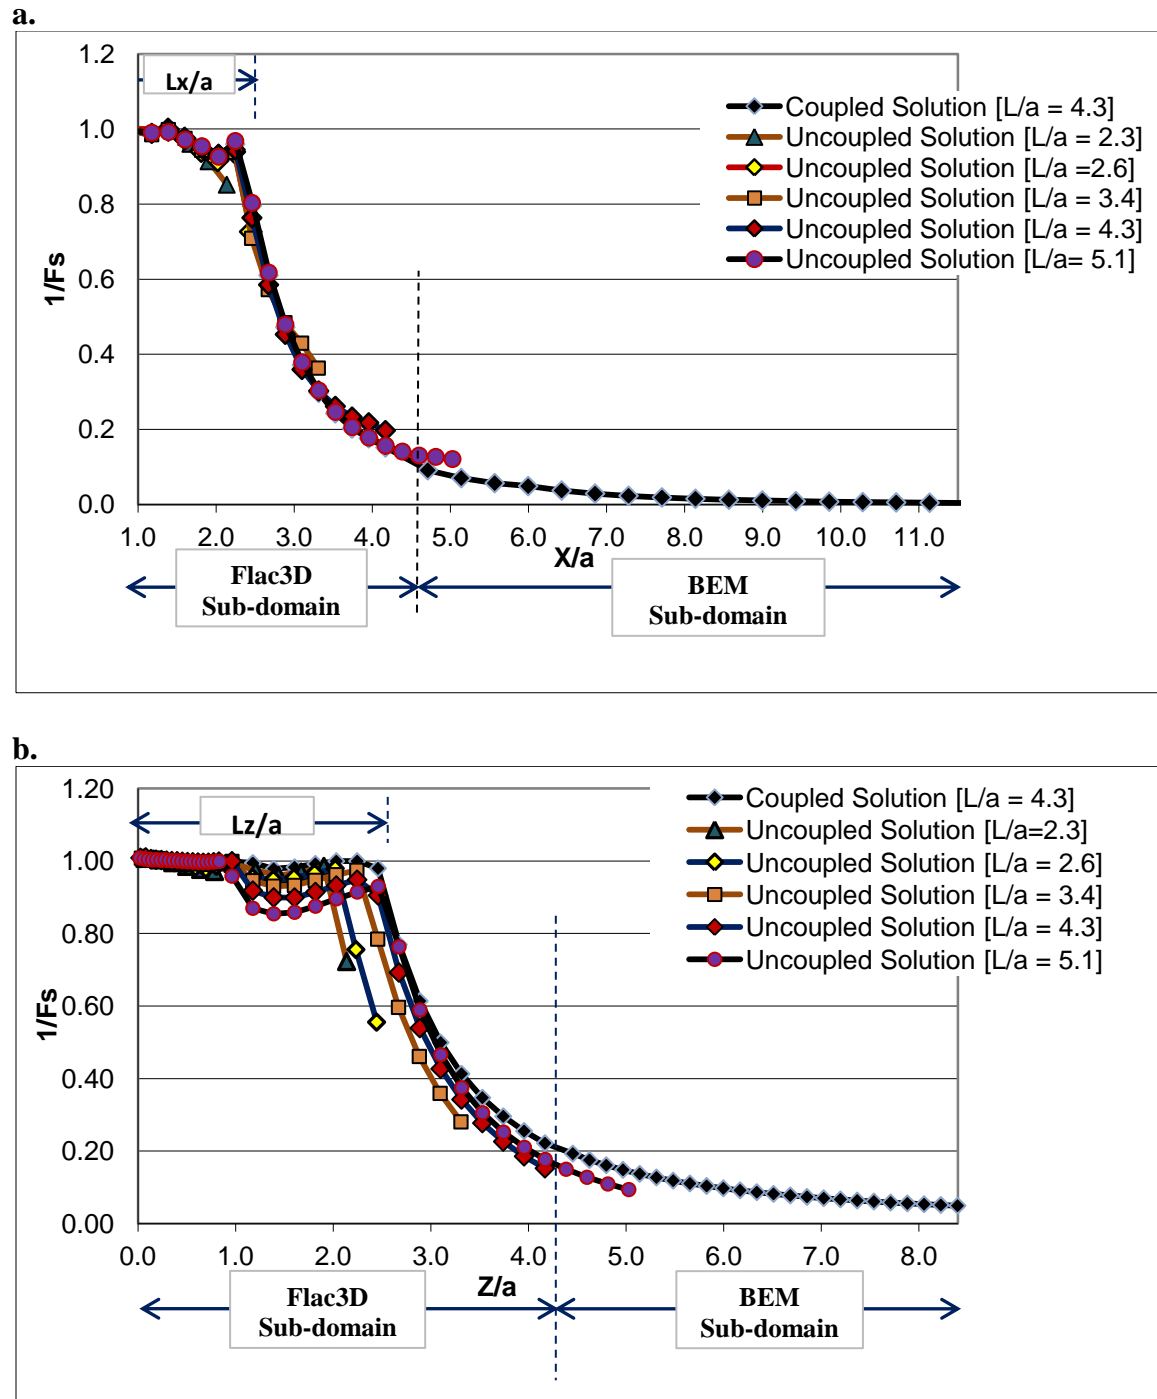 a.
1.2
1.0
0.8
0.6
0.4
0.2
0.0
1/Fs
Lx/a
Coupled Solution [L/a = 4.3]
Uncoupled Solution [L/a = 2.3]
Uncoupled Solution [L/a =2.6]
Uncoupled Solution [L/a = 3.4]
Uncoupled Solution [L/a = 4.3]
Uncoupled Solution [L/a= 5.1]
1.0 2.0 3.0 4.0 5.0 6.0 7.0 8.0 9.0 10.0 11.0
X/a
Flac3D
Sub-domain
BEM
Sub-domain
b.
1.20
1.00
0.80
0.60
0.40
0.20
0.00
1/Fs
Lz/a
Coupled Solution [L/a = 4.3]
Uncoupled Solution [L/a=2.3]
Uncoupled Solution [L/a = 2.6]
Uncoupled Solution [L/a = 3.4]
Uncoupled Solution [L/a = 4.3]
Uncoupled Solution [L/a = 5.1]
0.0 1.0 2.0 3.0 4.0 5.0 6.0 7.0 8.0
Z/a
Flac3D
Sub-domain
BEM
Sub-domain